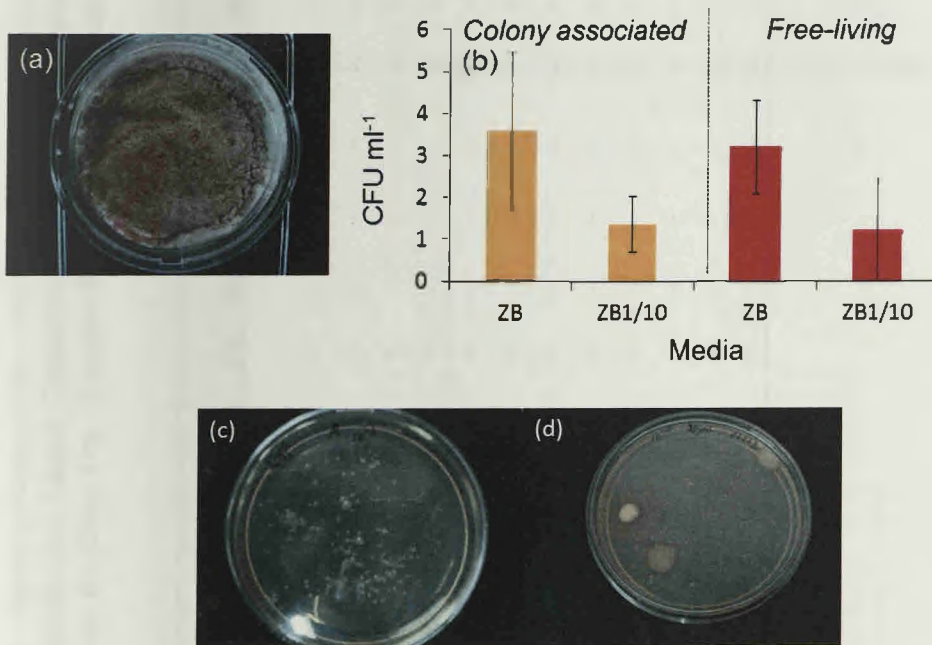 (a)
Colony associated Free-living
(b)
CFU ml⁻¹
6
5
4
3
2
1
0
ZB ZB1/10 ZB ZB1/10
Media
(c) (d)